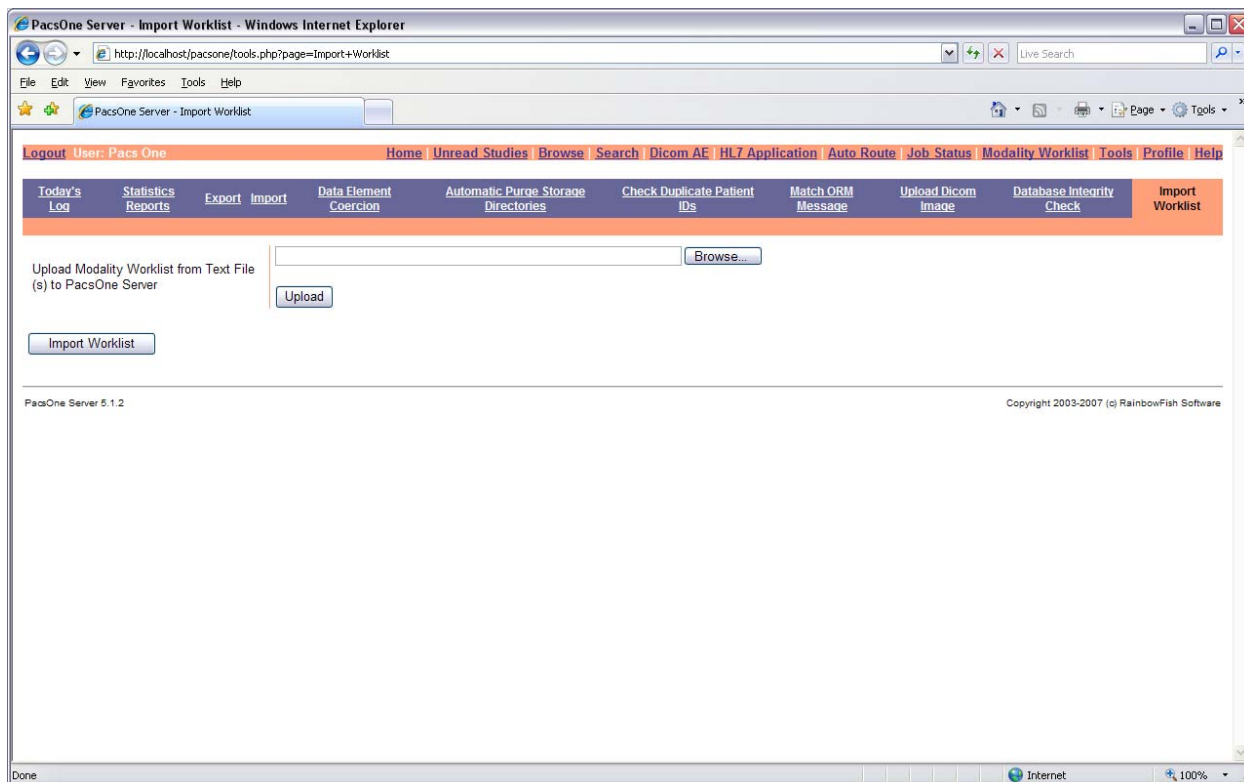 PacsOne Server - Import Worklist - Windows Internet Explorer
http://localhost/pacsone/tools.php?page=Import+Worklist
Live Search
File Edit View Favorites Tools Help
PacsOne Server - Import Worklist
Page Tools
Logout User: Pacs One Home | Unread Studies | Browse | Search | Dicom AE | HL7 Application | Auto Route | Job Status | Modality Worklist | Tools | Profile | Help
Today's Log
Statistics Reports
Export
Import
Data Element Coercion
Automatic Purge Storage Directories
Check Duplicate Patient IDs
Match ORM Message
Upload Dicom Image
Database Integrity Check
Import Worklist
Upload Modality Worklist from Text File
(s) to PacsOne Server
Browse...
Upload
Import Worklist
PacsOne Server 5.1.2 Copyright 2003-2007 (c) RainbowFish Software
Done Internet 100%